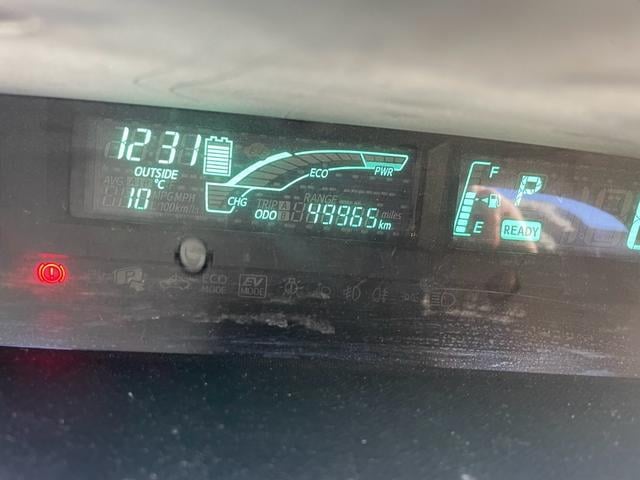 12 31
OUTSIDE
°C
10
AVG
MPG MPH
L/100km/h
CHG
ECO
PWR
RANGE
TRIP A B
ODO 49965 miles km
F
E
P
READY
P
ECO MODE
EV MODE